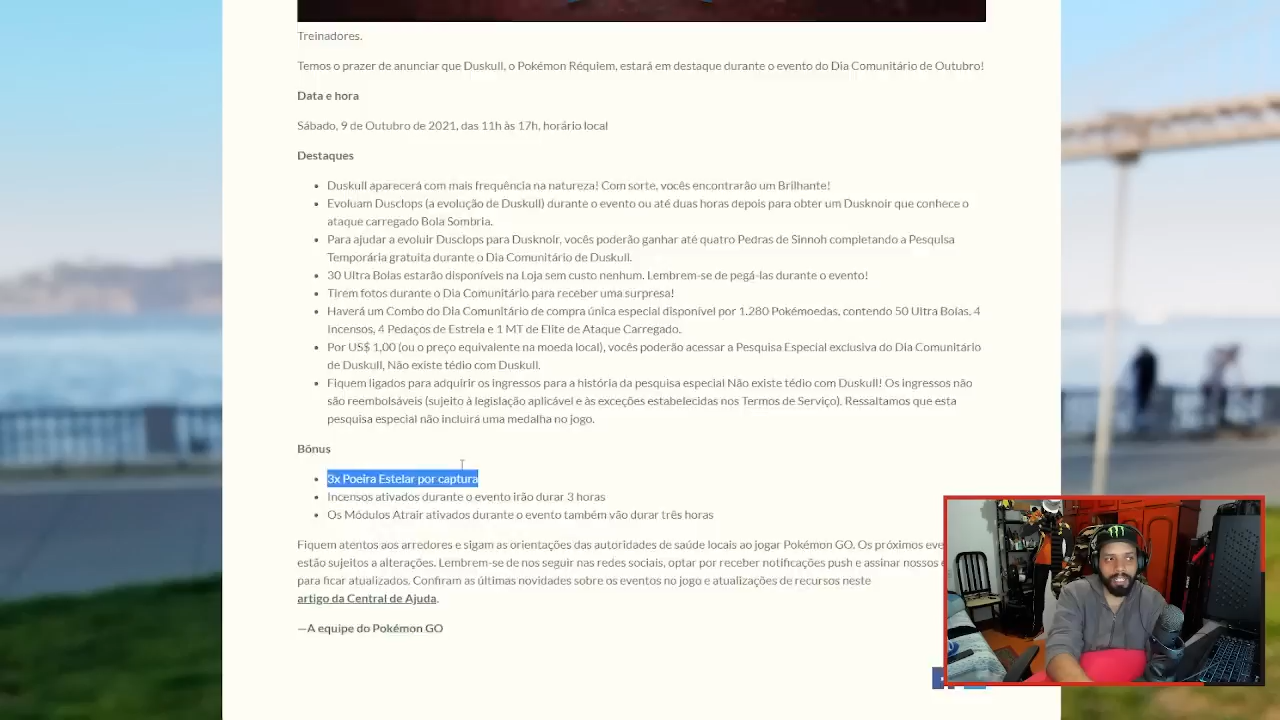 Treinadores.
Temos o prazer de anunciar que Duskull, o Pokémon Réquiem, estará em destaque durante o evento do Dia Comunitário de Outubro!
Data e hora
Sábado, 9 de Outubro de 2021, das 11h às 17h, horário local
Destaques
Duskull aparecerá com mais frequência na natureza! Com sorte, vocês encontrarão um Brilhante!
Evoluam Dusclops (a evolução de Duskull) durante o evento ou até duas horas depois para obter um Dusknoir que conhece o
ataque carregado Bola Sombria.
Para ajudar a evoluir Dusclops para Dusknoir, vocês poderão ganhar até quatro Pedras de Sinnoh completando a Pesquisa
Temporária gratuita durante o Dia Comunitário de Duskull.
30 Ultra Bolas estarão disponíveis na Loja sem custo nenhum. Lembrem-se de pegá-las durante o evento!
Tirem fotos durante o Dia Comunitário para receber uma surpresa!
Haverá um Combo do Dia Comunitário de compra única especial disponível por 1.280 Pokémoedas, contendo 50 Ultra Bolas, 4
Incensos, 4 Pedaços de Estrela e 1 MT de Elite de Ataque Carregado.
Por US$ 1,00 (ou o preço equivalente na moeda local), vocês poderão acessar a Pesquisa Especial exclusiva do Dia Comunitário
de Duskull, Não existe tédio com Duskull.
Fiquem ligados para adquirir os ingressos para a história da pesquisa especial Não existe tédio com Duskull! Os ingressos não
são reembolsáveis (sujeito à legislação aplicável e às exceções estabelecidas nos Termos de Serviço). Ressaltamos que esta
pesquisa especial não incluirá uma medalha no jogo.
Bônus
3x Poeira Estelar por captura
Incensos ativados durante o evento irão durar 3 horas
Os Módulos Atrair ativados durante o evento também vão durar três horas
Fiquem atentos aos arredores e sigam as orientações das autoridades de saúde locais ao jogar Pokémon GO. Os próximos
estão sujeitos a alterações. Lembrem-se de nos seguir nas redes sociais, optar por receber notificações push e assinar nossos
para ficar atualizados. Confiram as últimas novidades sobre os eventos no jogo e atualizações de recursos neste
artigo da Central de Ajuda.
—A equipe do Pokémon GO